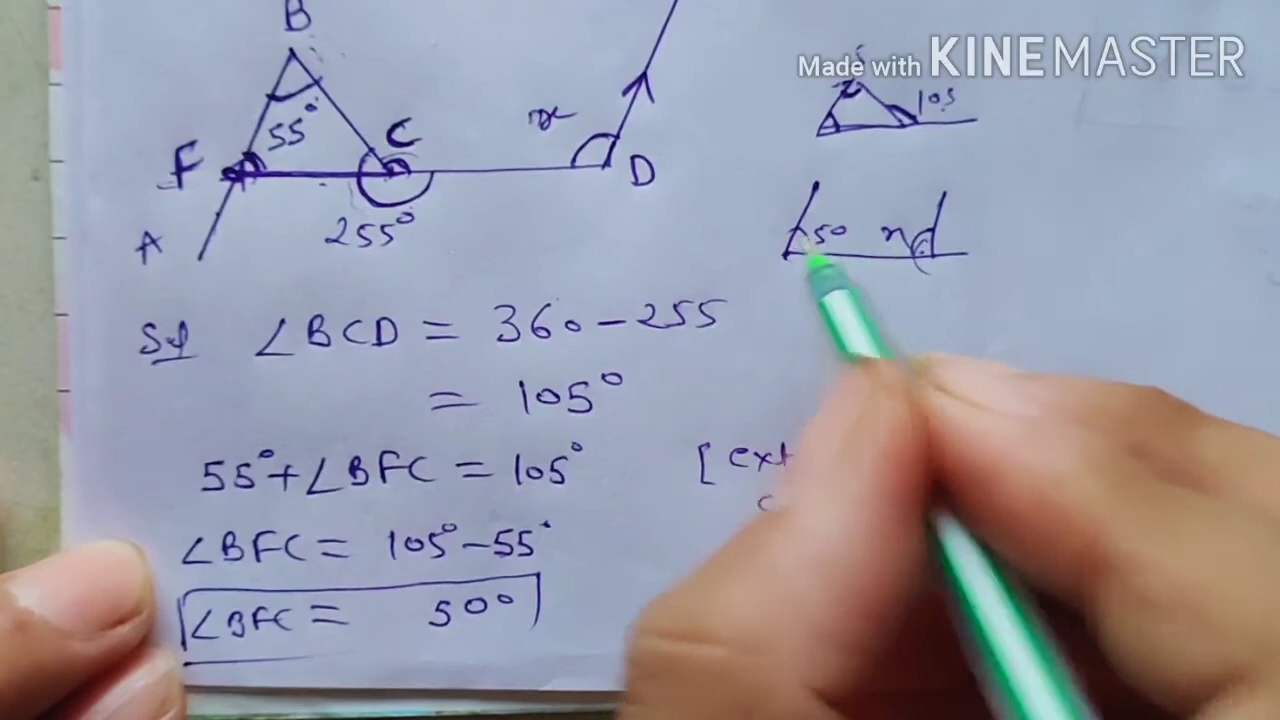 Made with KINEMASTER
B
55°
F
C
x
D
A
255°
105
50 x
Sol ∠BCD = 360 - 255
= 105°
55° + ∠BFC = 105°
[ ext
∠BFC = 105° - 55°
∠BFC = 50°